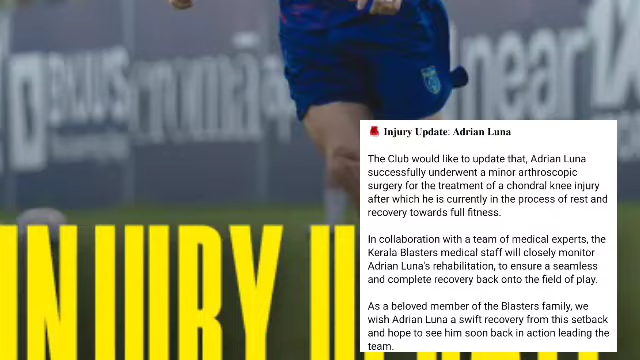 cromā
🚨 Injury Update: Adrian Luna
The Club would like to update that, Adrian Luna
successfully underwent a minor arthroscopic
surgery for the treatment of a chondral knee injury
after which he is currently in the process of rest and
recovery towards full fitness.
In collaboration with a team of medical experts, the
Kerala Blasters medical staff will closely monitor
Adrian Luna's rehabilitation, to ensure a seamless
and complete recovery back onto the field of play.
As a beloved member of the Blasters family, we
wish Adrian Luna a swift recovery from this setback
and hope to see him soon back in action leading the
team.
INJURY